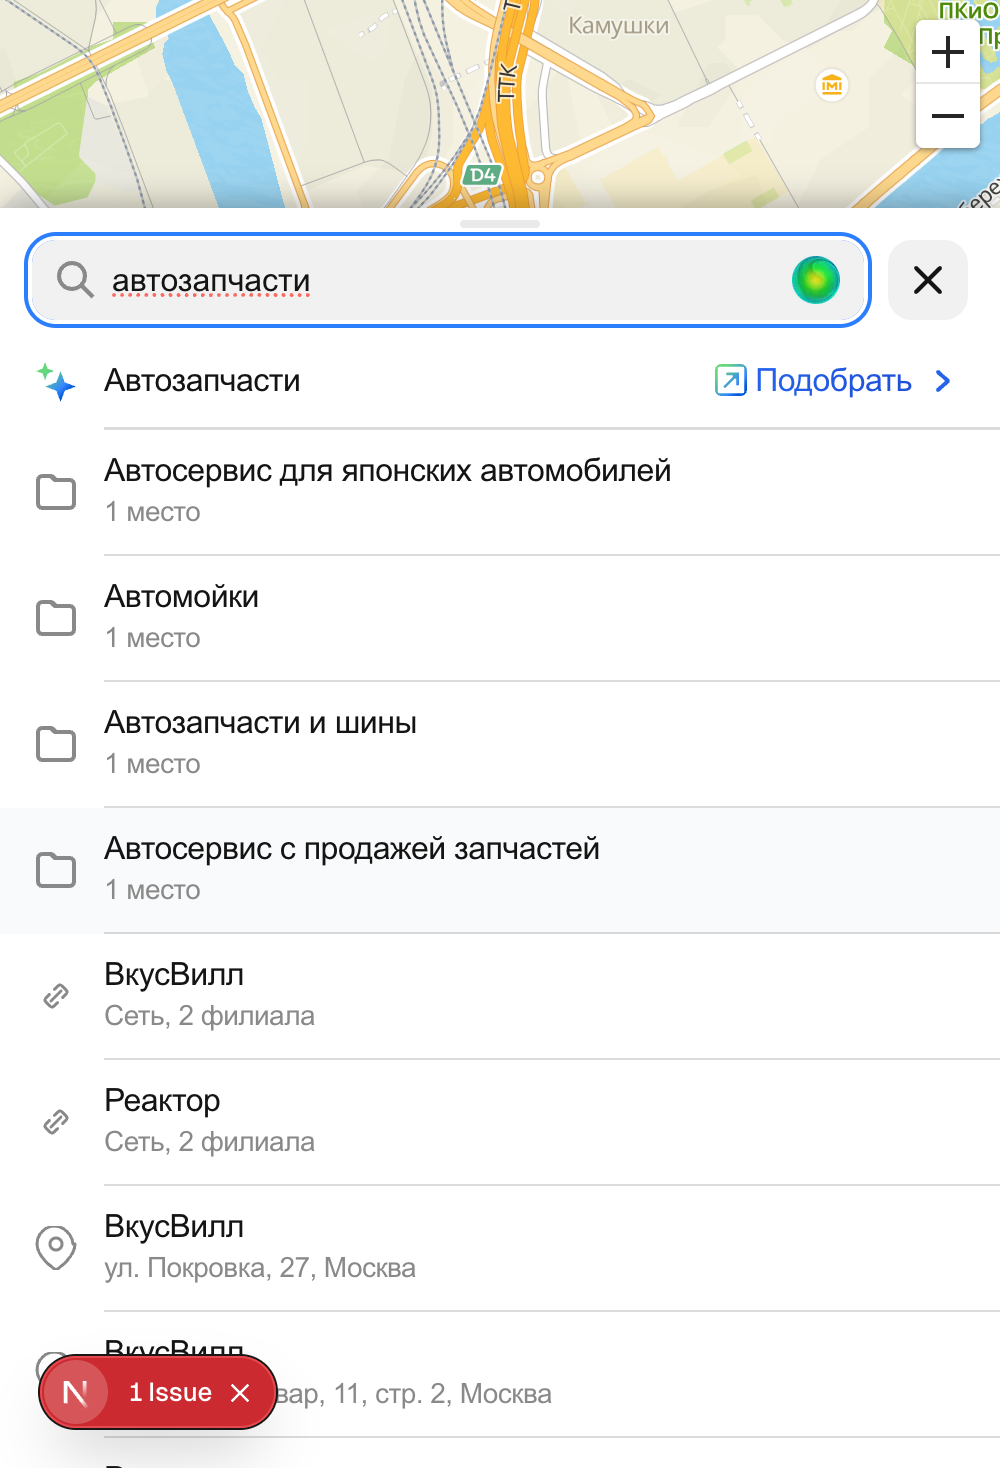 Камушки
ПКиО
Пр
ТТК
D4
Бере
автозапчасти
Автозапчасти
Подобрать
Автосервис для японских автомобилей
1 место
Автомойки
1 место
Автозапчасти и шины
1 место
Автосервис с продажей запчастей
1 место
ВкусВилл
Сеть, 2 филиала
Реактор
Сеть, 2 филиала
ВкусВилл
ул. Покровка, 27, Москва
ВкусВилл
вар, 11, стр. 2, Москва
N 1 Issue